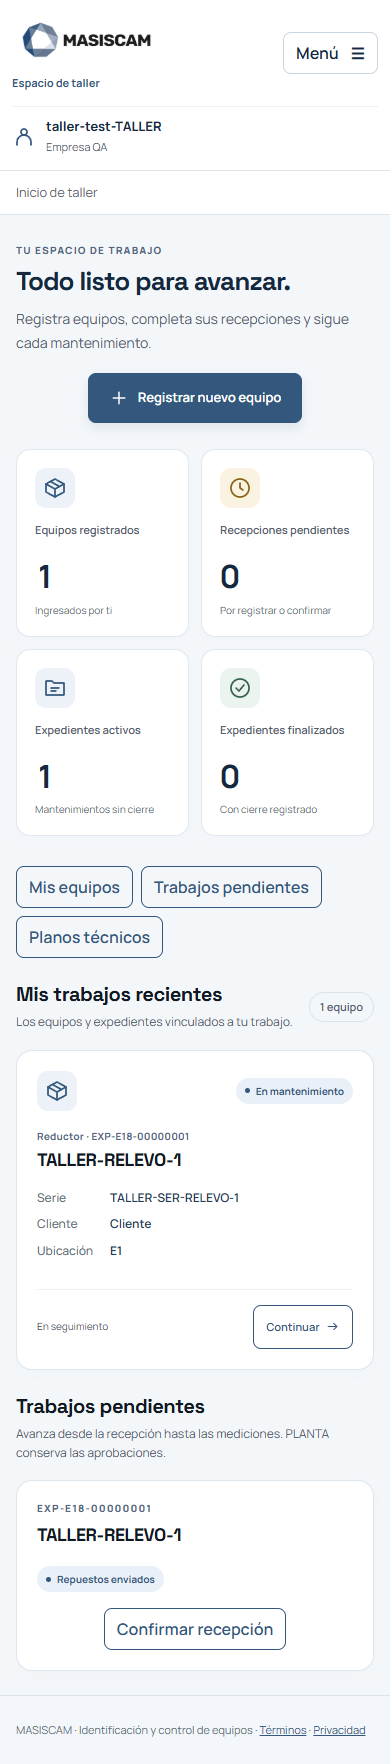 MASISCAM
Menú
Espacio de taller
taller-test-TALLER
Empresa QA
Inicio de taller
TU ESPACIO DE TRABAJO
Todo listo para avanzar.
Registra equipos, completa sus recepciones y sigue
cada mantenimiento.
Registrar nuevo equipo
Equipos registrados
1
Ingresados por ti
Recepciones pendientes
0
Por registrar o confirmar
Expedientes activos
1
Mantenimientos sin cierre
Expedientes finalizados
0
Con cierre registrado
Mis equipos
Trabajos pendientes
Planos técnicos
Mis trabajos recientes
1 equipo
Los equipos y expedientes vinculados a tu trabajo.
En mantenimiento
Reductor · EXP-E18-00000001
TALLER-RELEVO-1
Serie TALLER-SER-RELEVO-1
Cliente Cliente
Ubicación E1
En seguimiento
Continuar →
Trabajos pendientes
Avanza desde la recepción hasta las mediciones. PLANTA
conserva las aprobaciones.
EXP-E18-00000001
TALLER-RELEVO-1
Repuestos enviados
Confirmar recepción
MASISCAM · Identificación y control de equipos · Términos · Privacidad